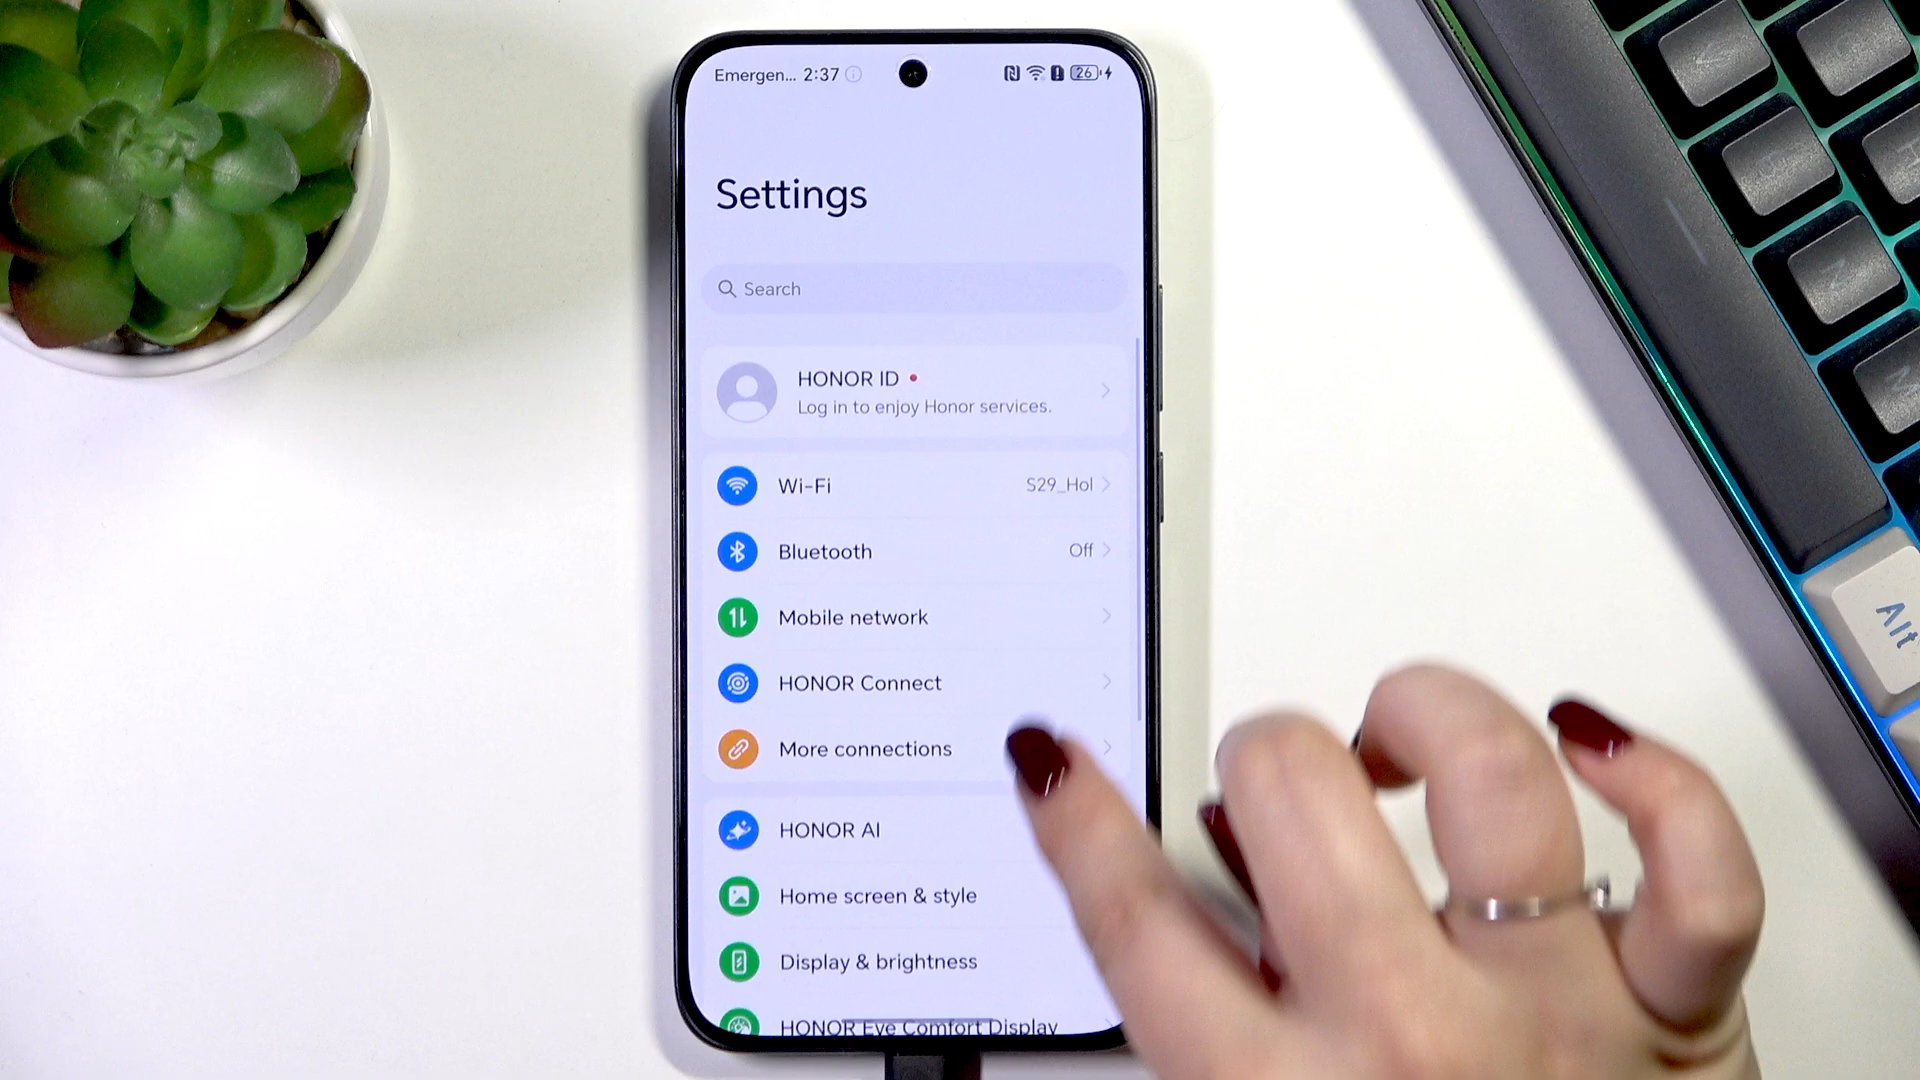 Emergen... 2:37 26
Settings
Search
HONOR ID
Log in to enjoy Honor services.
Wi-Fi S29_Hol
Bluetooth Off
Mobile network
HONOR Connect
More connections
HONOR AI
Home screen & style
Display & brightness
HONOR Eye Comfort Display
Alt